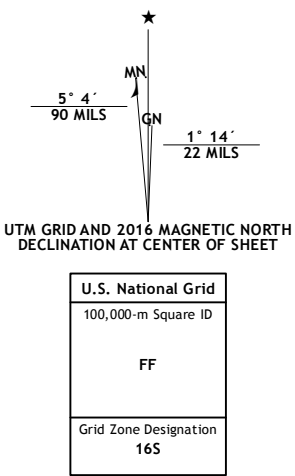 MN
5° 4´
90 MILS
GN
1° 14´
22 MILS
UTM GRID AND 2016 MAGNETIC NORTH
DECLINATION AT CENTER OF SHEET
U.S. National Grid
100,000-m Square ID
FF
Grid Zone Designation
16S